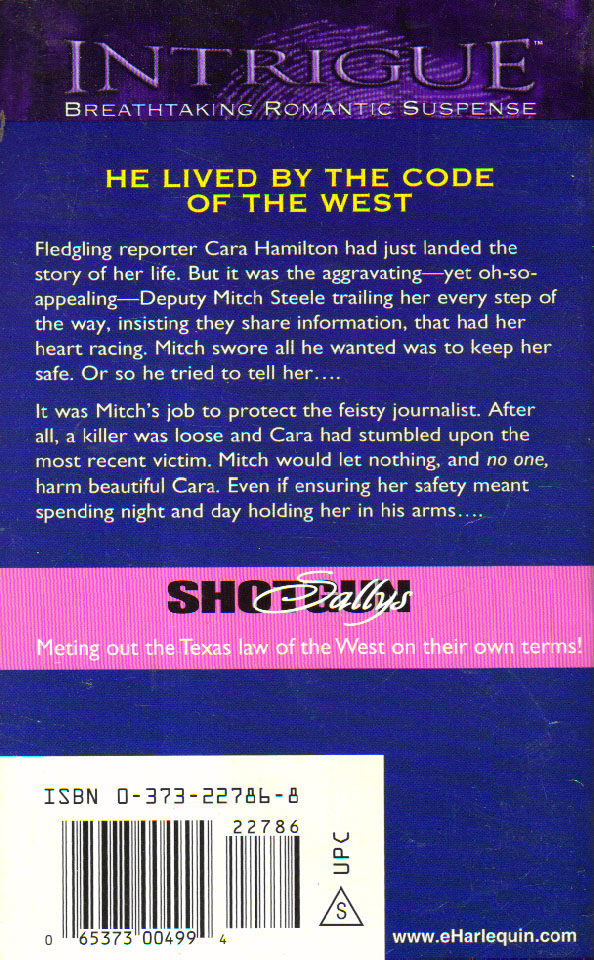 INTRIGUE™
BREATHTAKING ROMANTIC SUSPENSE
HE LIVED BY THE CODE
OF THE WEST
Fledgling reporter Cara Hamilton had just landed the
story of her life. But it was the aggravating—yet oh-so-
appealing—Deputy Mitch Steele trailing her every step of
the way, insisting they share information, that had her
heart racing. Mitch swore all he wanted was to keep her
safe. Or so he tried to tell her….
It was Mitch's job to protect the feisty journalist. After
all, a killer was loose and Cara had stumbled upon the
most recent victim. Mitch would let nothing, and no one,
harm beautiful Cara. Even if ensuring her safety meant
spending night and day holding her in his arms….
SHOTGUN Sallys
Meting out the Texas law of the West on their own terms!
ISBN 0-373-22786-8
22786
UPC
S
0 65373 00499 4
www.eHarlequin.com